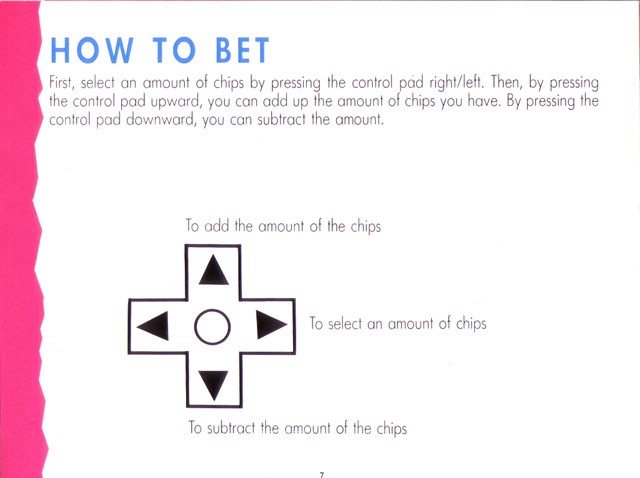 HOW TO BET
First, select an amount of chips by pressing the control pad right/left. Then, by pressing
the control pad upward, you can add up the amount of chips you have. By pressing the
control pad downward, you can subtract the amount.
To add the amount of the chips
To select an amount of chips
To subtract the amount of the chips
7